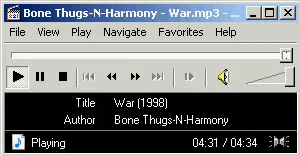 Bone Thugs-N-Harmony - War.mp3 - ...
File View Play Navigate Favorites Help
Title War (1998)
Author Bone Thugs-N-Harmony
Playing 04:31 / 04:34